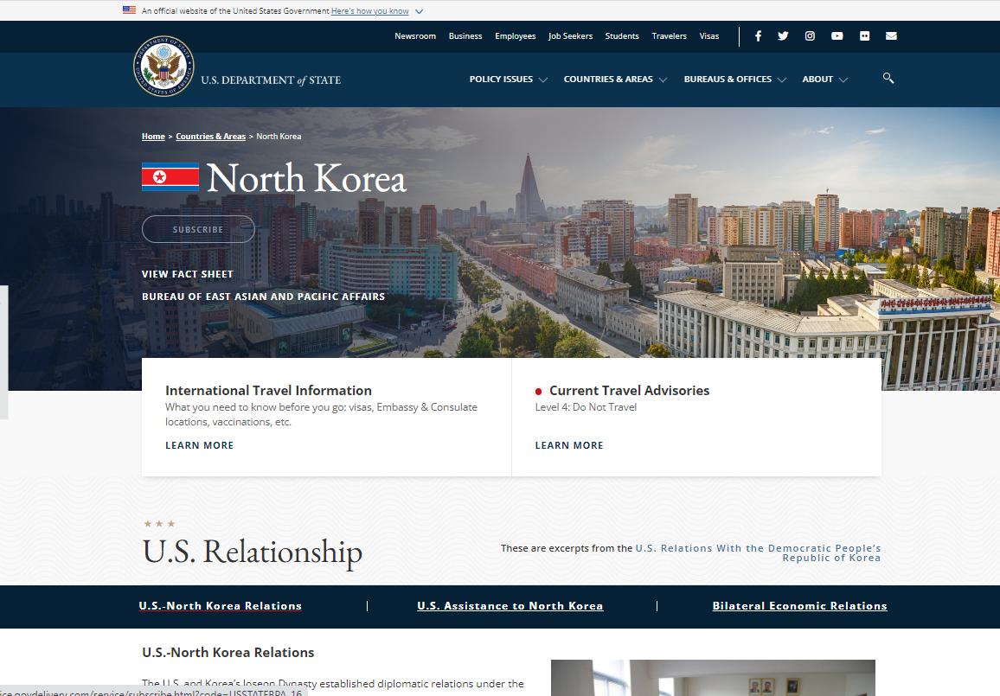 An official website of the United States Government Here's how you know
Newsroom Business Employees Job Seekers Students Travelers Visas
U.S. DEPARTMENT of STATE
POLICY ISSUES COUNTRIES & AREAS BUREAUS & OFFICES ABOUT
Home > Countries & Areas > North Korea
North Korea
SUBSCRIBE
VIEW FACT SHEET
BUREAU OF EAST ASIAN AND PACIFIC AFFAIRS
International Travel Information
What you need to know before you go: visas, Embassy & Consulate
locations, vaccinations, etc.
LEARN MORE
Current Travel Advisories
Level 4: Do Not Travel
LEARN MORE
U.S. Relationship
These are excerpts from the U.S. Relations With the Democratic People's
Republic of Korea
U.S.-North Korea Relations | U.S. Assistance to North Korea | Bilateral Economic Relations
U.S.-North Korea Relations
The U.S. and Korea's Joseon Dynasty established diplomatic relations under the
ice.govdelivery.com/service/subscribe.html?code=USSTATEBPA_16